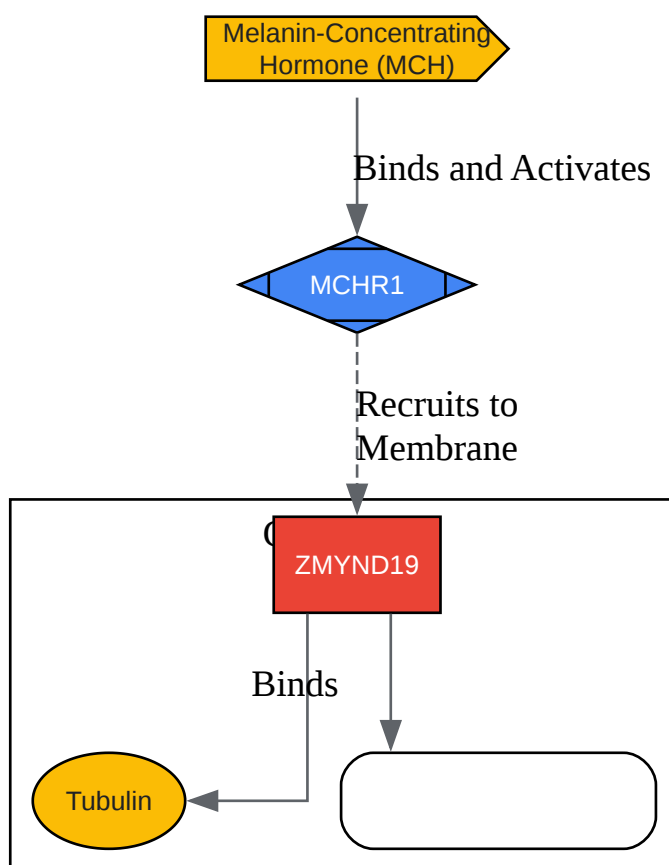 Melanin-Concentrating
Hormone (MCH)
Binds and Activates
MCHR1
Recruits to
Membrane
ZMYND19
Binds
Tubulin